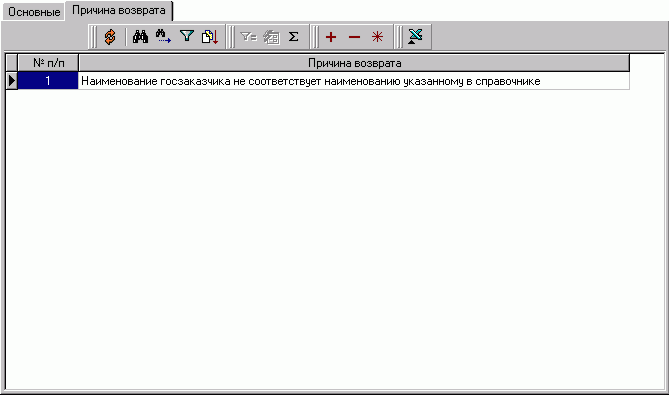 Основные Причина возврата
№ п/п Причина возврата
1 Наименование госзаказчика не соответствует наименованию указанному в справочнике